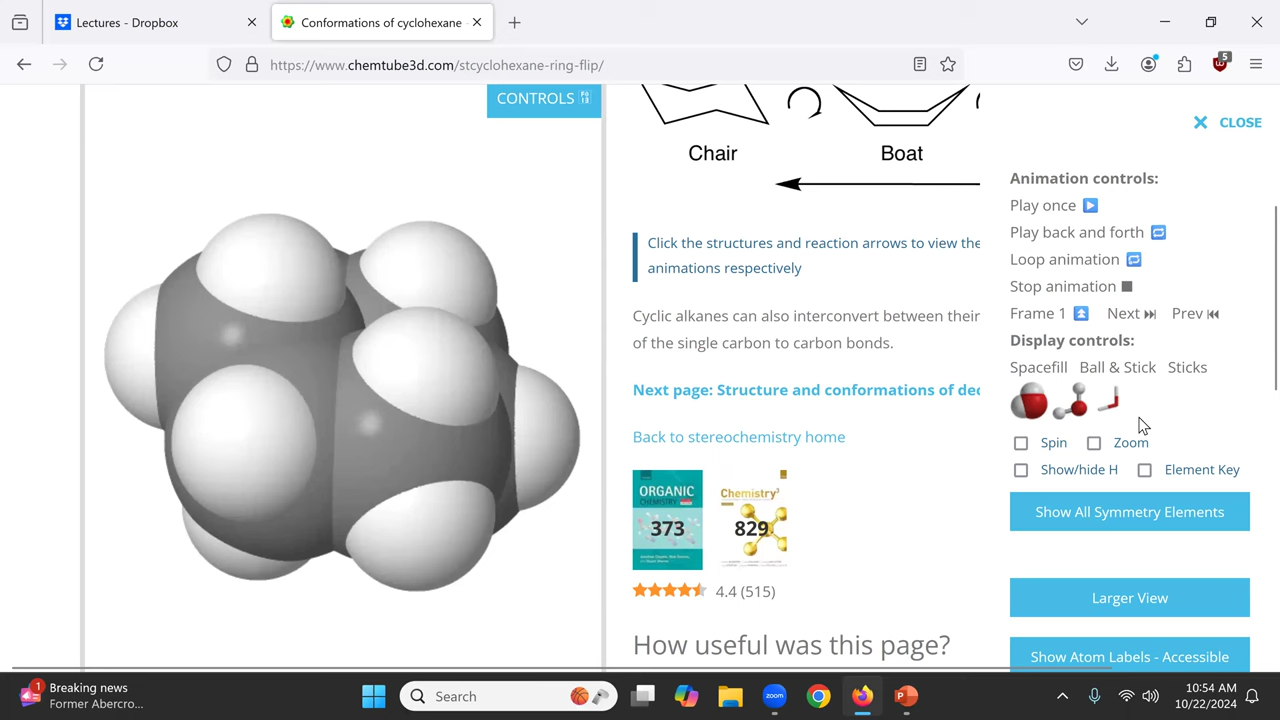 Lectures - Dropbox
Conformations of cyclohexane
https://www.chemtube3d.com/stcyclohexane-ring-flip/
5
CONTROLS
Chair
Boat
Click the structures and reaction arrows to view the
animations respectively
Cyclic alkanes can also interconvert between their
of the single carbon to carbon bonds.
Next page: Structure and conformations of dec
Back to stereochemistry home
ORGANIC
CHEMISTRY
373
Chemistry³
829
4.4 (515)
How useful was this page?
CLOSE
Animation controls:
Play once
Play back and forth
Loop animation
Stop animation
Frame 1 Next Prev
Display controls:
Spacefill Ball & Stick Sticks
Spin Zoom
Show/hide H Element Key
Show All Symmetry Elements
Larger View
Show Atom Labels - Accessible
1
Breaking news
Former Abercro...
Search
zoom
10:54 AM
10/22/2024